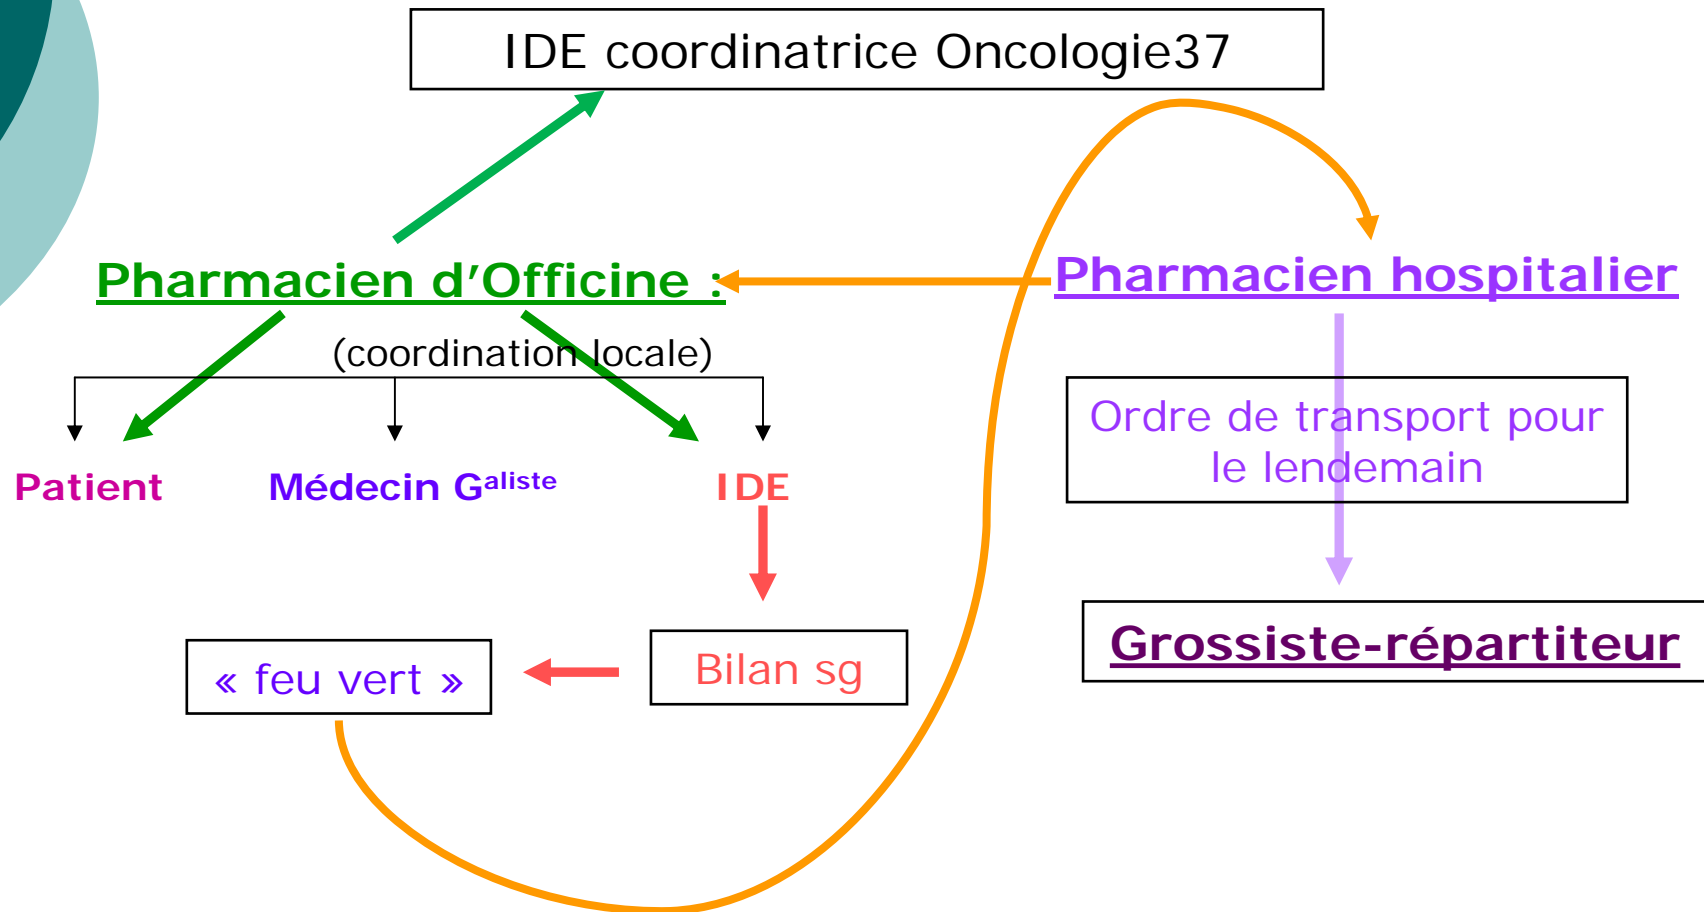 IDE coordinatrice Oncologie37
Pharmacien d'Officine :
Pharmacien hospitalier
(coordination locale)
Ordre de transport pour
le lendemain
Patient
Médecin Galiste
IDE
Grossiste-répartiteur
« feu vert »
Bilan sg